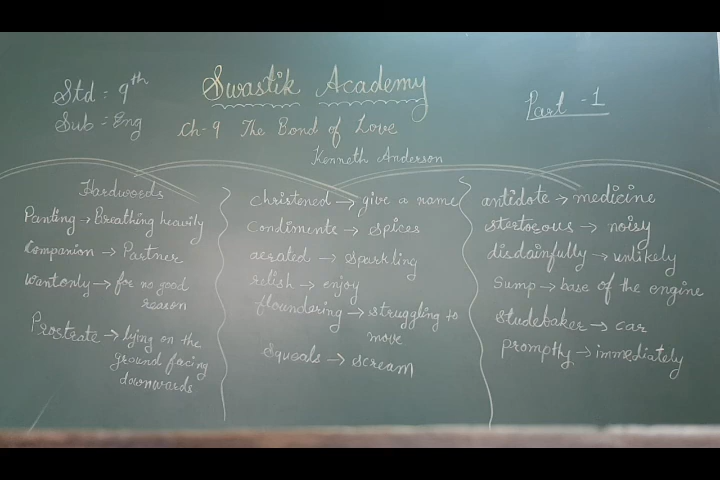 Std = 9th
Swastik Academy
Part - 1
Sub = Eng
Ch-9 The Bond of Love
Kenneth Anderson
Hardwords
Panting → Breathing heavily
Companion → Partner
Wantonly → for no good
reason
Prostrate → lying on the
ground facing
downwards
Christened → give a name
Condiments → spices
aerated → sparkling
relish → enjoy
floundering → struggling to
move
Squeals → scream
antidote → medicine
stertorous → noisy
disdainfully → unlikely
Sump → base of the engine
studebaker → car
Prompthy → immediately